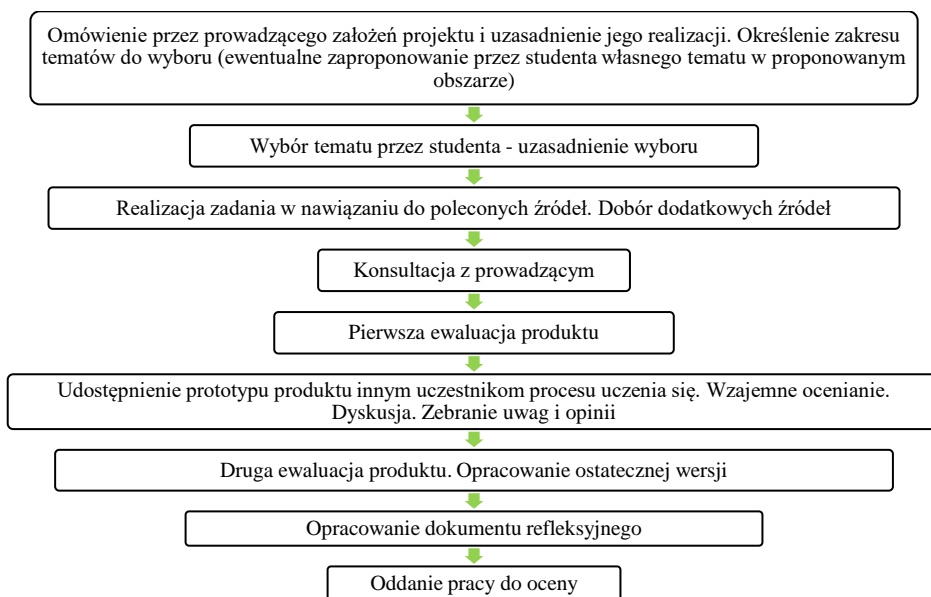 Omówienie przez prowadzącego założeń projektu i uzasadnienie jego realizacji. Określenie zakresu
tematów do wyboru (ewentualne zaproponowanie przez studenta własnego tematu w proponowanym
obszarze)
Wybór tematu przez studenta - uzasadnienie wyboru
Realizacja zadania w nawiązaniu do poleconych źródeł. Dobór dodatkowych źródeł
Konsultacja z prowadzącym
Pierwsza ewaluacja produktu
Udostępnienie prototypu produktu innym uczestnikom procesu uczenia się. Wzajemne ocenianie.
Dyskusja. Zebranie uwag i opinii
Druga ewaluacja produktu. Opracowanie ostatecznej wersji
Opracowanie dokumentu refleksyjnego
Oddanie pracy do oceny